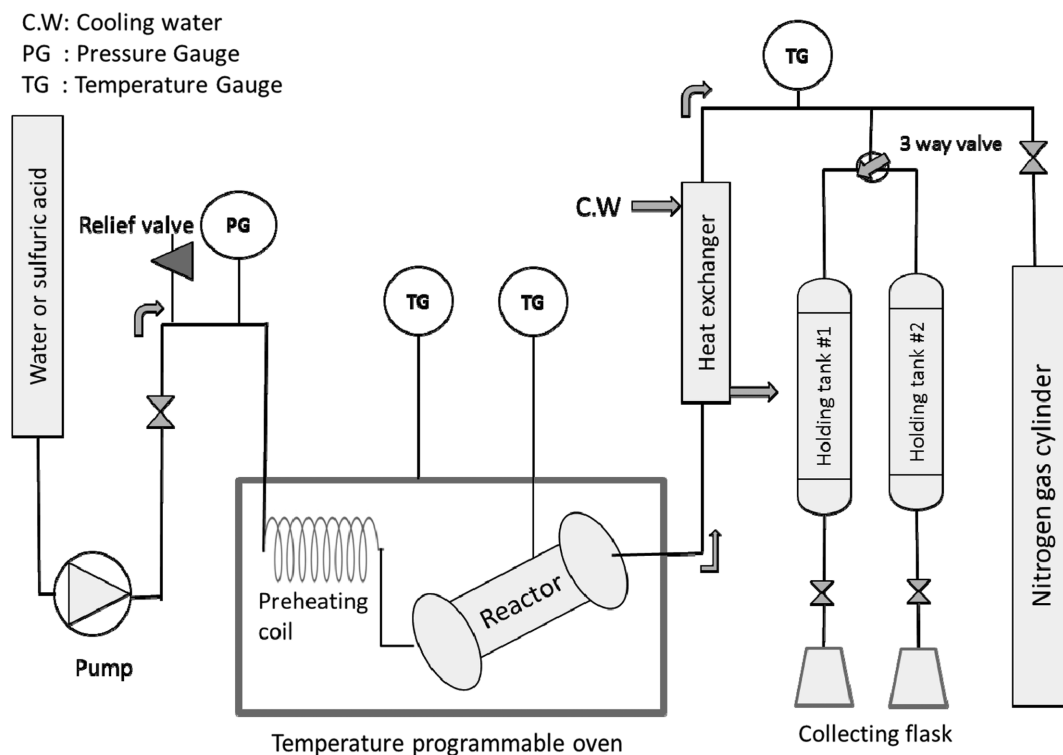 C.W: Cooling water
PG : Pressure Gauge
TG : Temperature Gauge
TG
3 way valve
Water or sulfuric acid
Relief valve
PG
C.W
Heat exchanger
TG
TG
Holding tank #1
Holding tank #2
Nitrogen gas cylinder
Preheating
coil
Reactor
Pump
Collecting flask
Temperature programmable oven